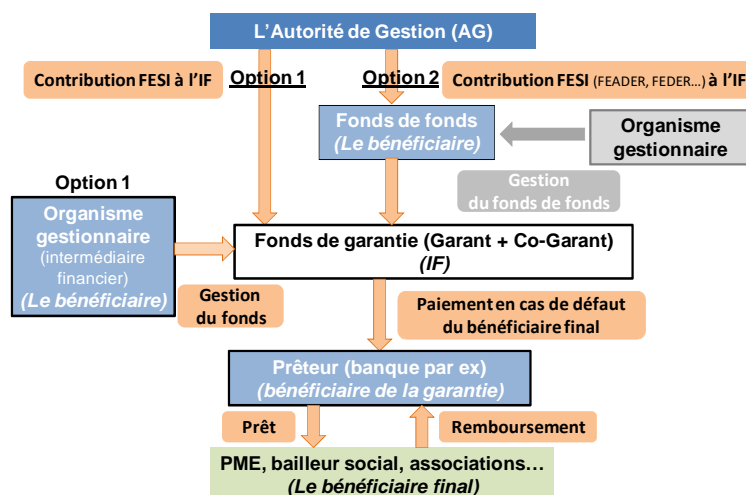 L'Autorité de Gestion (AG)
Contribution FESI à l'IF
Option 1
Option 2
Contribution FESI (FEADER, FEDER...) à l'IF
Fonds de fonds
(Le bénéficiaire)
Organisme
gestionnaire
Gestion
du fonds de fonds
Option 1
Organisme
gestionnaire
(intermédiaire
financier)
(Le bénéficiaire)
Fonds de garantie (Garant + Co-Garant)
(IF)
Gestion
du fonds
Paiement en cas de défaut
du bénéficiaire final
Prêteur (banque par ex)
(bénéficiaire de la garantie)
Prêt
Remboursement
PME, bailleur social, associations…
(Le bénéficiaire final)